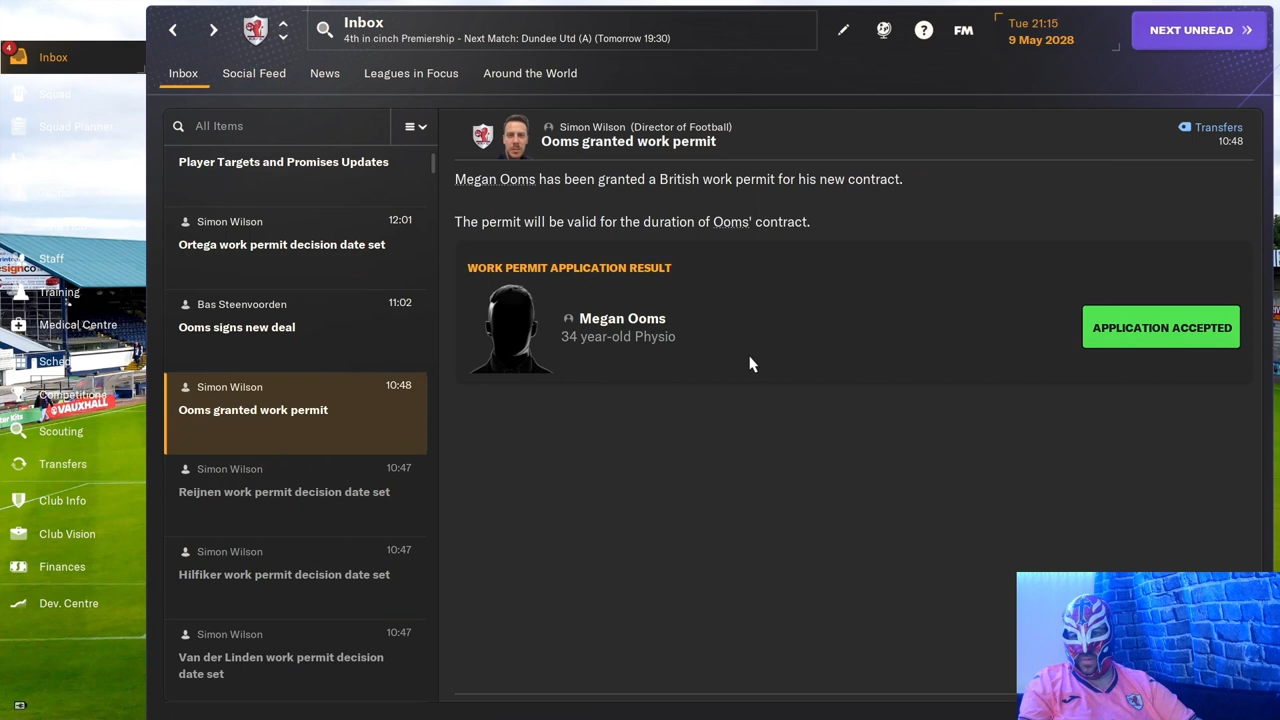 4
Inbox
Squad
Squad Planner
Staff
Training
Medical Centre
Sched
Competitions
Scouting
Transfers
Club Info
Club Vision
Finances
Dev. Centre
VAUXHALL
Inbox
4th in cinch Premiership - Next Match: Dundee Utd (A) (Tomorrow 19:30)
FM
Tue 21:15
9 May 2028
NEXT UNREAD
Inbox
Social Feed
News
Leagues in Focus
Around the World
All Items
Player Targets and Promises Updates
Simon Wilson 12:01
Ortega work permit decision date set
Bas Steenvoorden 11:02
Ooms signs new deal
Simon Wilson 10:48
Ooms granted work permit
Simon Wilson 10:47
Reijnen work permit decision date set
Simon Wilson 10:47
Hilfiker work permit decision date set
Simon Wilson 10:47
Van der Linden work permit decision
date set
Simon Wilson (Director of Football)
Ooms granted work permit
Transfers
10:48
Megan Ooms has been granted a British work permit for his new contract.
The permit will be valid for the duration of Ooms' contract.
WORK PERMIT APPLICATION RESULT
Megan Ooms
34 year-old Physio
APPLICATION ACCEPTED